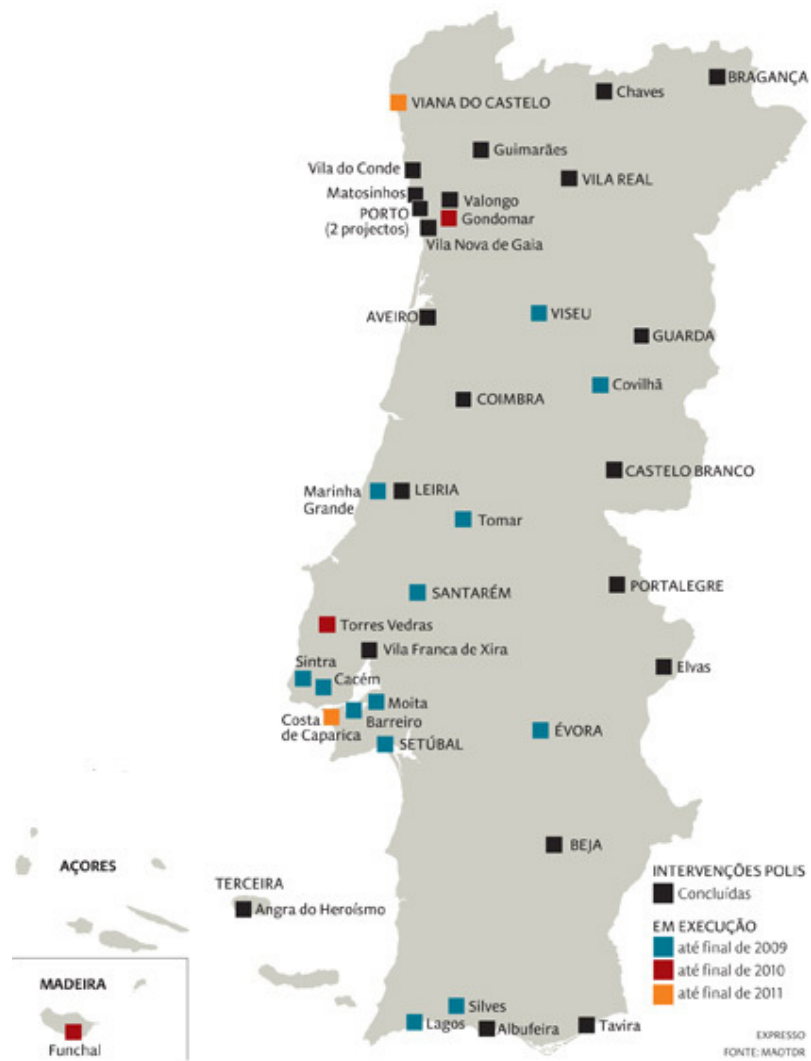 BRAGANÇA
Chaves
VIANA DO CASTELO
Guimarães
Vila do Conde
VILA REAL
Matosinhos
Valongo
PORTO
(2 projectos)
Gondomar
Vila Nova de Gaia
AVEIRO
VISEU
GUARDA
Covilhã
COIMBRA
CASTELO BRANCO
Marinha
Grande
LEIRIA
Tomar
PORTALEGRE
SANTARÉM
Torres Vedras
Vila Franca de Xira
Elvas
Sintra
Cacém
Moita
Barreiro
Costa
de Caparica
SETÚBAL
ÉVORA
BEJA
AÇORES
TERCEIRA
Angra do Heroísmo
INTERVENÇÕES POLIS
Concluídas
EM EXECUÇÃO
até final de 2009
até final de 2010
até final de 2011
MADEIRA
Funchal
Silves
Lagos
Albufeira
Tavira
EXPRESSO
FONTE: MAOTDR